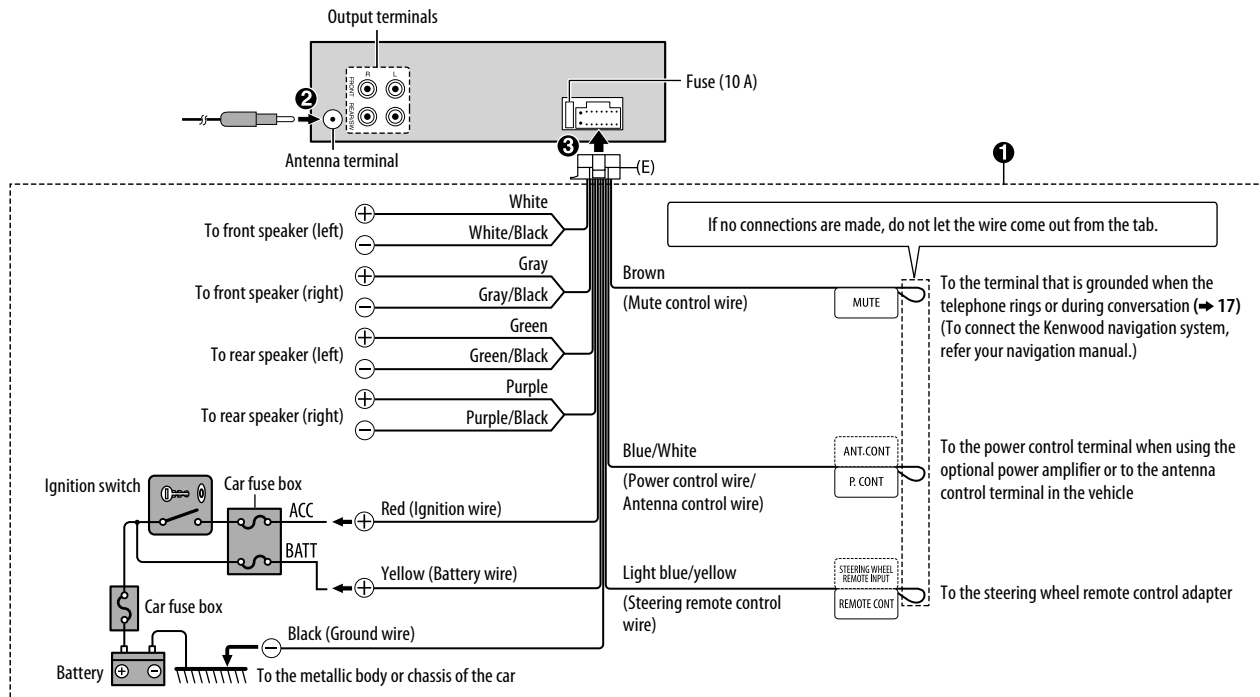 Output terminals
R L
FRONT
REAR/SW
Fuse (10 A)
2
Antenna terminal
3
(E)
1
If no connections are made, do not let the wire come out from the tab.
To front speaker (left)
+
White
−
White/Black
To front speaker (right)
+
Gray
−
Gray/Black
To rear speaker (left)
+
Green
−
Green/Black
To rear speaker (right)
+
Purple
−
Purple/Black
Brown
(Mute control wire)
MUTE
To the terminal that is grounded when the
telephone rings or during conversation (➜ 17)
(To connect the Kenwood navigation system,
refer your navigation manual.)
Blue/White
(Power control wire/
Antenna control wire)
ANT.CONT
P. CONT
To the power control terminal when using the
optional power amplifier or to the antenna
control terminal in the vehicle
Ignition switch
Car fuse box
ACC
+
Red (Ignition wire)
BATT
+
Yellow (Battery wire)
Light blue/yellow
(Steering remote control
wire)
STEERING WHEEL
REMOTE INPUT
REMOTE CONT
To the steering wheel remote control adapter
Car fuse box
−
Black (Ground wire)
Battery
+ −
To the metallic body or chassis of the car